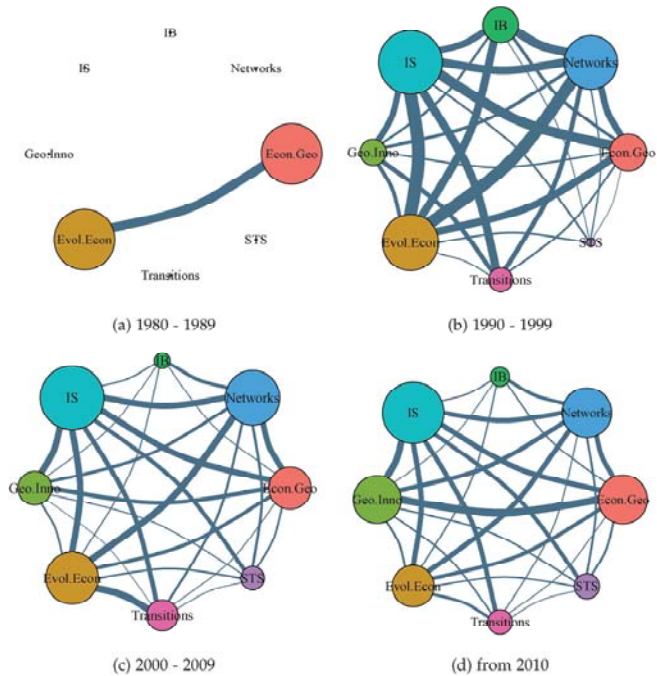 IB
IS
Networks
Geo.Inno
Econ.Geo
Evol.Econ
STS
Transitions
(a) 1980 - 1989
IB
IS
Networks
Geo.Inno
Econ.Geo
Evol.Econ
STS
Transitions
(b) 1990 - 1999
IB
IS
Networks
Geo.Inno
Econ.Geo
Evol.Econ
STS
Transitions
(c) 2000 - 2009
IB
IS
Networks
Geo.Inno
Econ.Geo
Evol.Econ
STS
Transitions
(d) from 2010